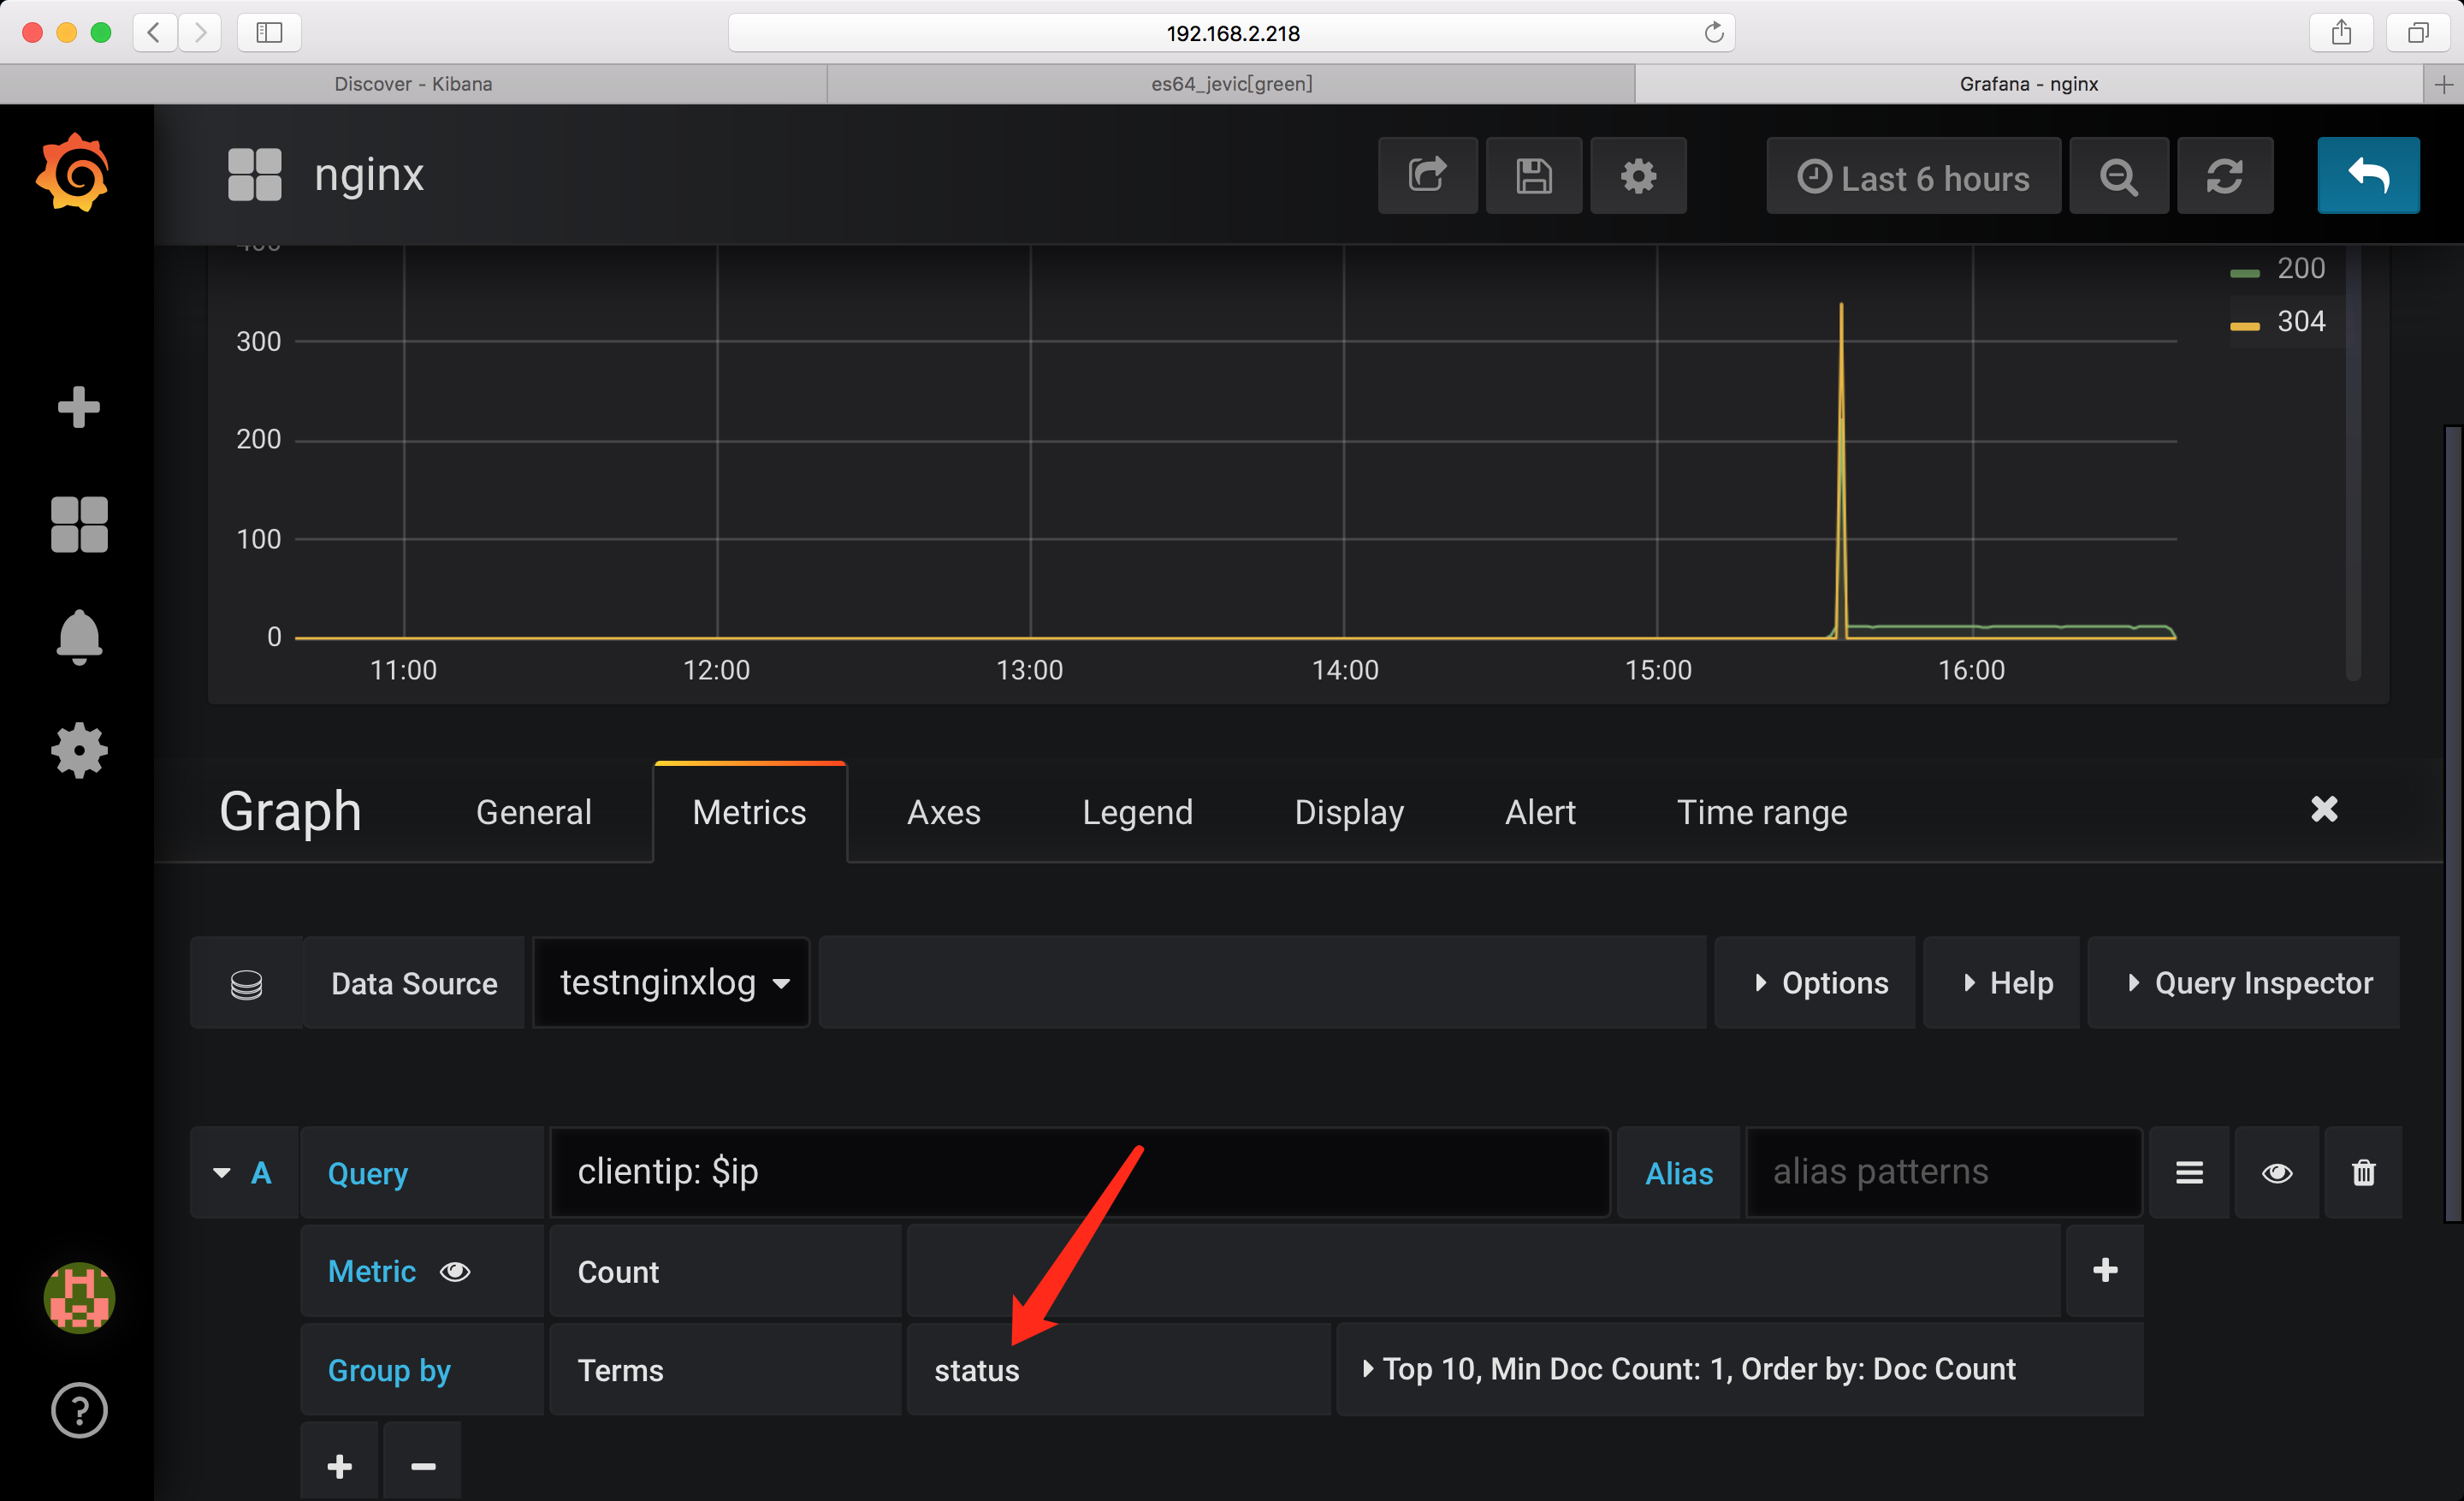 192.168.2.218
Discover - Kibana
es64_jevic[green]
Grafana - nginx
nginx
Last 6 hours
400
200
304
300
200
100
0
11:00 12:00 13:00 14:00 15:00 16:00
Graph General Metrics Axes Legend Display Alert Time range
Data Source testnginxlog Options Help Query Inspector
A Query clientip: $ip Alias alias patterns
Metric Count
Group by Terms status Top 10, Min Doc Count: 1, Order by: Doc Count